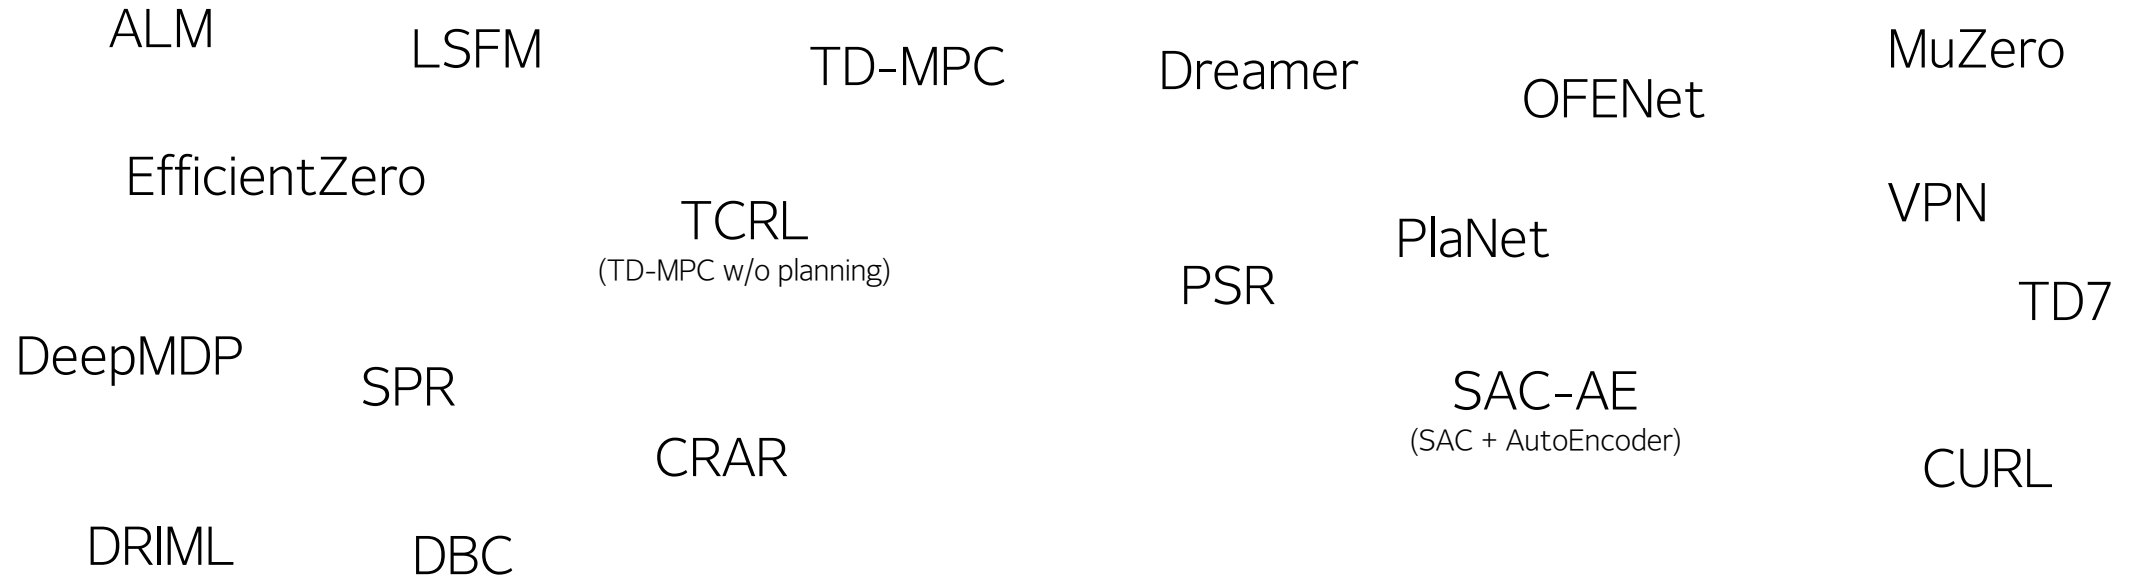 ALM
LSFM
TD-MPC
Dreamer
OFENet
MuZero
EfficientZero
TCRL
(TD-MPC w/o planning)
PlaNet
VPN
PSR
TD7
DeepMDP
SPR
SAC-AE
(SAC + AutoEncoder)
CRAR
CURL
DRIML
DBC